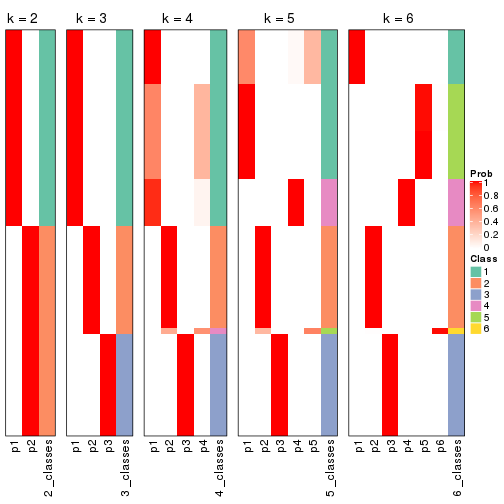 k = 2
k = 3
k = 4
k = 5
k = 6
p1
p2
2_classes
p1
p2
p3
3_classes
p1
p2
p3
p4
4_classes
p1
p2
p3
p4
p5
5_classes
p1
p2
p3
p4
p5
p6
6_classes
Prob
1
0.8
0.6
0.4
0.2
0
Class
1
2
3
4
5
6